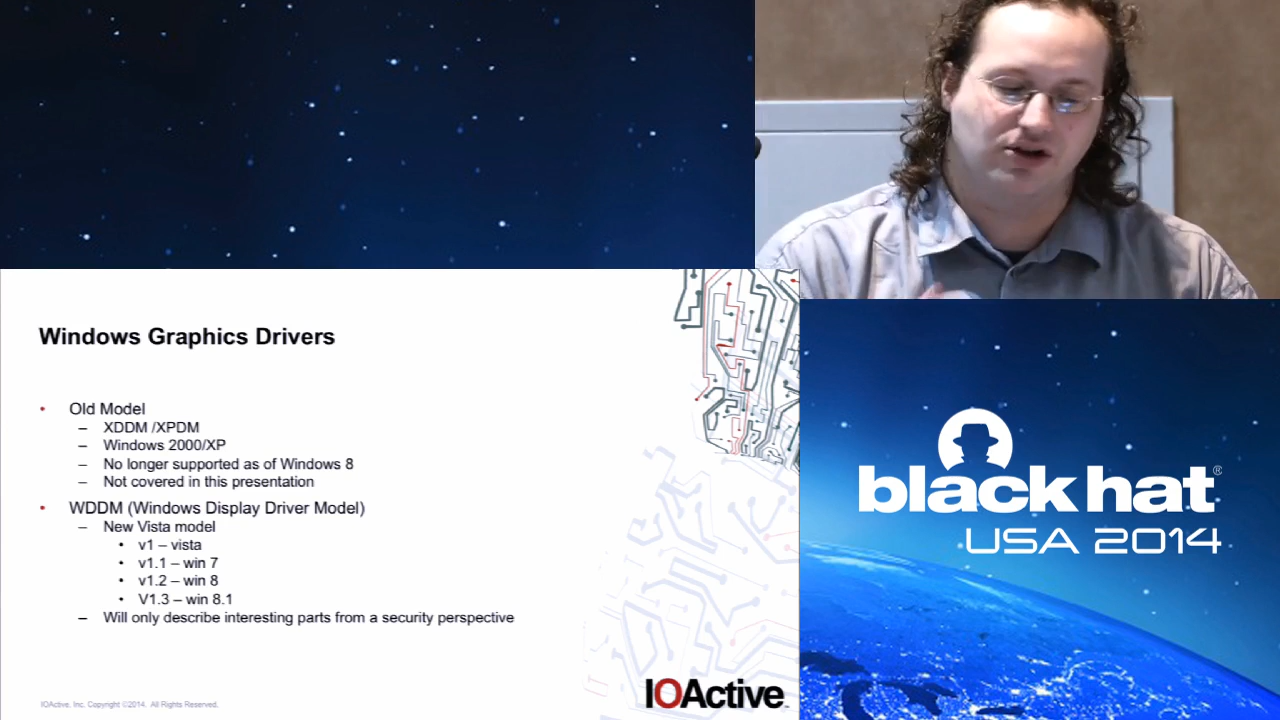 Windows Graphics Drivers
• Old Model
– XDDM /XPDM
– Windows 2000/XP
– No longer supported as of Windows 8
– Not covered in this presentation
• WDDM (Windows Display Driver Model)
– New Vista model
• v1 – vista
• v1.1 – win 7
• v1.2 – win 8
• V1.3 – win 8.1
– Will only describe interesting parts from a security perspective
IOActive, Inc. Copyright ©2014. All Rights Reserved.
IOActive
black hat®
USA 2014